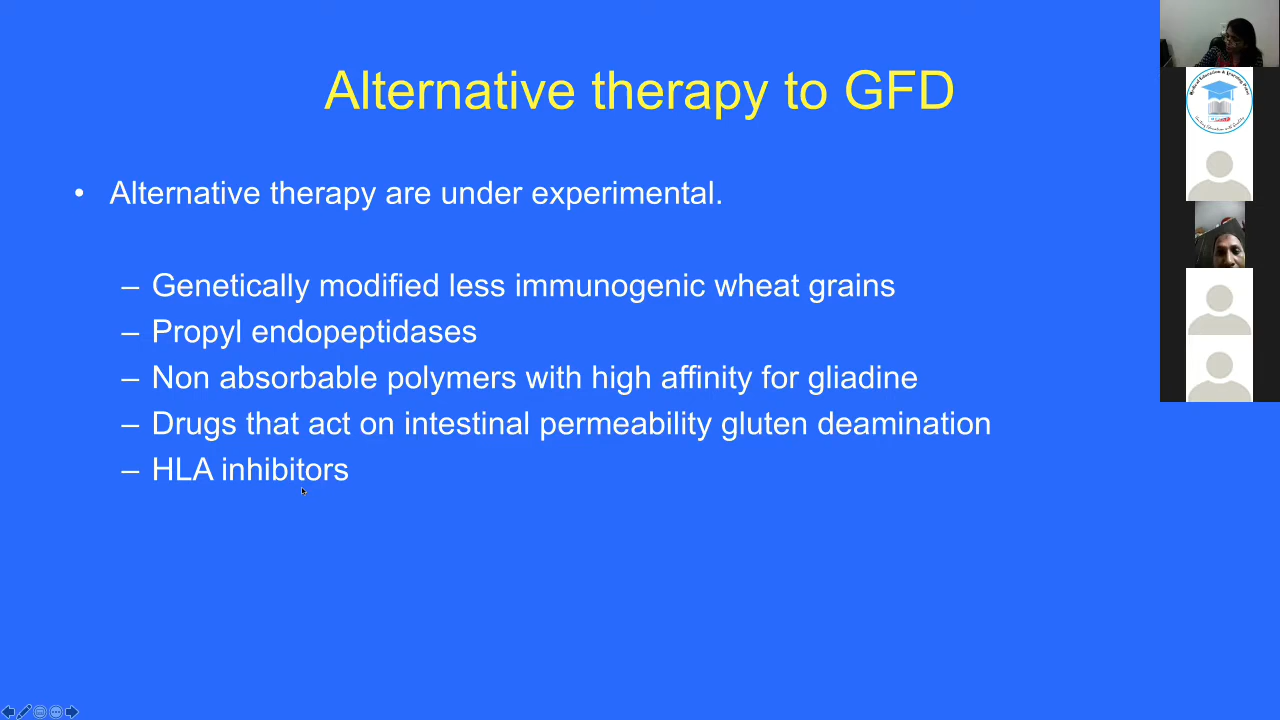 Alternative therapy to GFD
• Alternative therapy are under experimental.
– Genetically modified less immunogenic wheat grains
– Propyl endopeptidases
– Non absorbable polymers with high affinity for gliadine
– Drugs that act on intestinal permeability gluten deamination
– HLA inhibitors